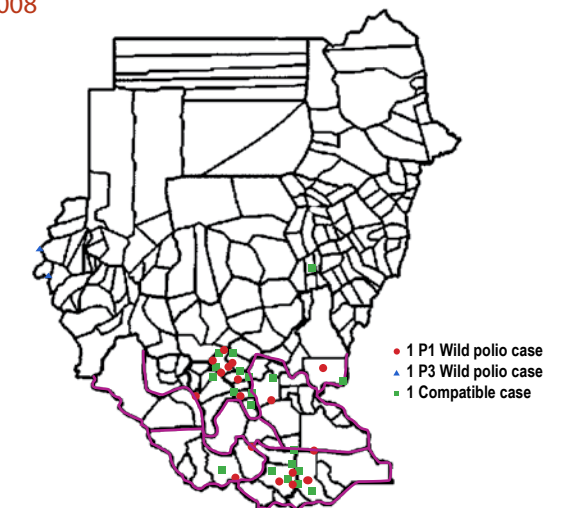 008
1 P1 Wild polio case
1 P3 Wild polio case
1 Compatible case